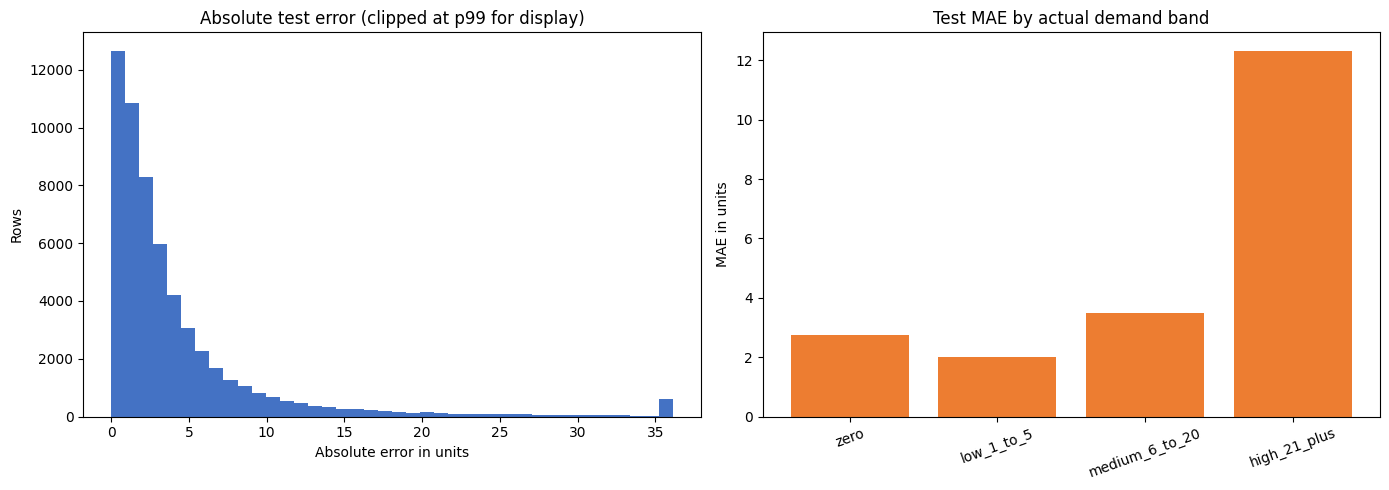 Absolute test error (clipped at p99 for display)
Rows
12000
10000
8000
6000
4000
2000
0
0 5 10 15 20 25 30 35
Absolute error in units
Test MAE by actual demand band
MAE in units
12
10
8
6
4
2
0
zero low_1_to_5 medium_6_to_20 high_21_plus